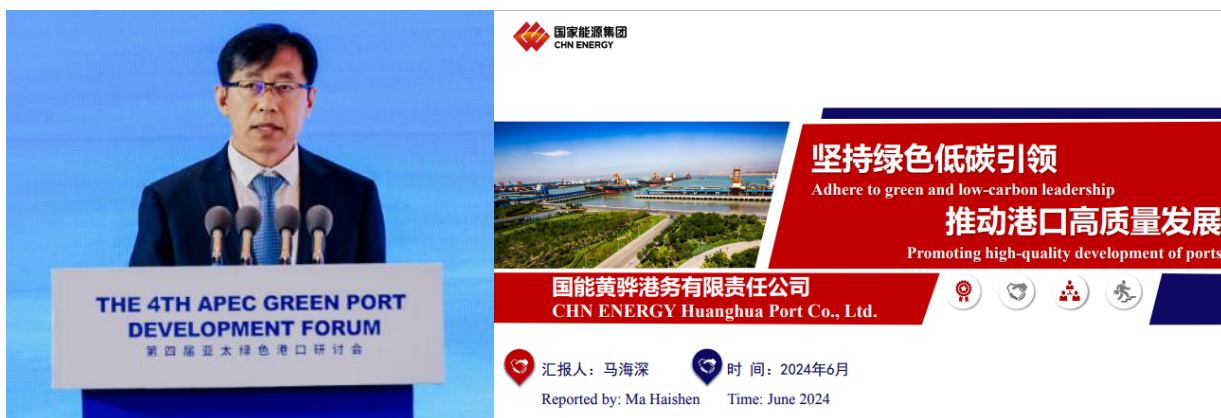 THE 4TH APEC GREEN PORT
DEVELOPMENT FORUM
第四届亚太绿色港口研讨会
国家能源集团
CHN ENERGY
坚持绿色低碳引领
Adhere to green and low-carbon leadership
推动港口高质量发展
Promoting high-quality development of ports
国能黄骅港务有限责任公司
CHN ENERGY Huanghua Port Co., Ltd.
汇报人：马海深
时 间：2024年6月
Reported by: Ma Haishen
Time: June 2024